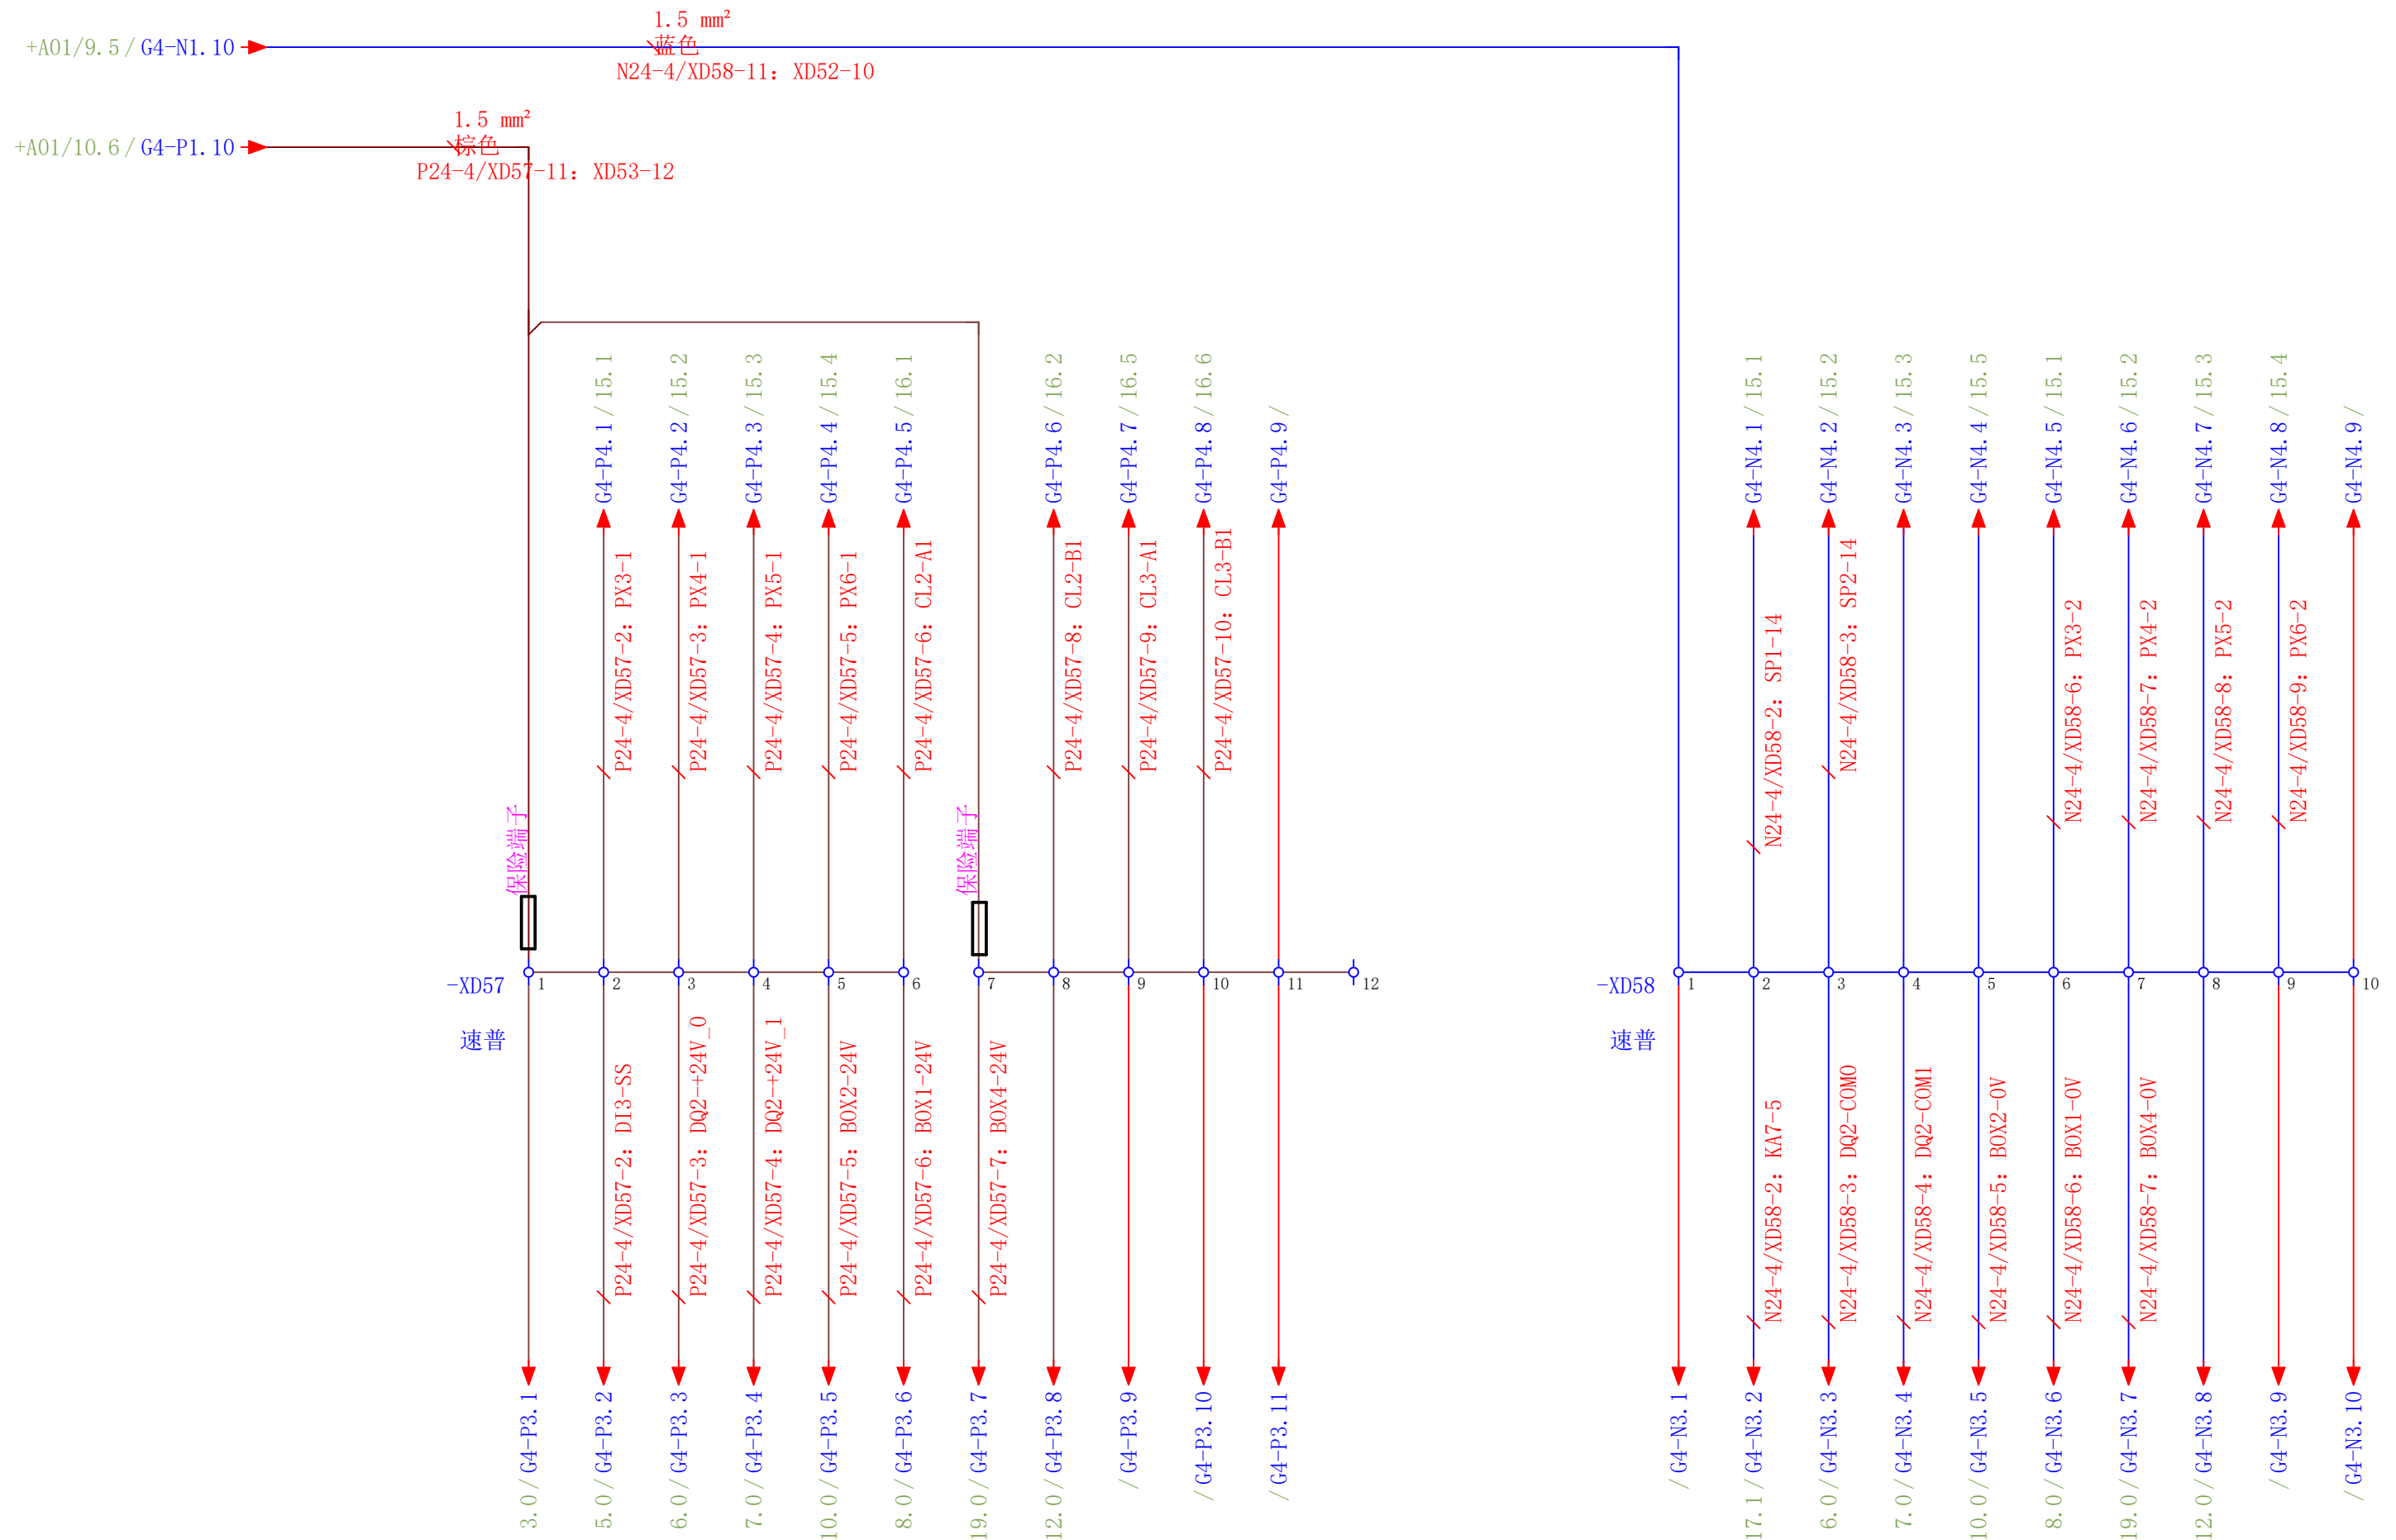 1.5 mm²
+A01/9.5/G4-N1.10
蓝色
N24-4/XD58-11: XD52-10
1.5 mm²
+A01/10.6/G4-P1.10
棕色
P24-4/XD57-11: XD53-12
G4-P4.1/15.1
G4-P4.2/15.2
G4-P4.3/15.3
G4-P4.4/15.4
G4-P4.5/16.1
G4-P4.6/16.2
G4-P4.7/16.5
G4-P4.8/16.6
G4-P4.9/
G4-N4.1/15.1
G4-N4.2/15.2
G4-N4.3/15.3
G4-N4.4/15.5
G4-N4.5/15.1
G4-N4.6/15.2
G4-N4.7/15.3
G4-N4.8/15.4
G4-N4.9/
P24-4/XD57-2: PX3-1
P24-4/XD57-3: PX4-1
P24-4/XD57-4: PX5-1
P24-4/XD57-5: PX6-1
P24-4/XD57-6: CL2-A1
P24-4/XD57-8: CL2-B1
P24-4/XD57-9: CL3-A1
P24-4/XD57-10: CL3-B1
N24-4/XD58-2: SP1-14
N24-4/XD58-3: SP2-14
N24-4/XD58-6: PX3-2
N24-4/XD58-7: PX4-2
N24-4/XD58-8: PX5-2
N24-4/XD58-9: PX6-2
保险端子
保险端子
-XD57
1 2 3 4 5 6 7 8 9 10 11 12
速普
-XD58
1 2 3 4 5 6 7 8 9 10
速普
P24-4/XD57-2: DI3-SS
P24-4/XD57-3: DQ2-+24V_0
P24-4/XD57-4: DQ2-+24V_1
P24-4/XD57-5: BOX2-24V
P24-4/XD57-6: BOX1-24V
P24-4/XD57-7: BOX4-24V
N24-4/XD58-2: KA7-5
N24-4/XD58-3: DQ2-COM0
N24-4/XD58-4: DQ2-COM1
N24-4/XD58-5: BOX2-0V
N24-4/XD58-6: BOX1-0V
N24-4/XD58-7: BOX4-0V
3.0/G4-P3.1
5.0/G4-P3.2
6.0/G4-P3.3
7.0/G4-P3.4
10.0/G4-P3.5
8.0/G4-P3.6
19.0/G4-P3.7
12.0/G4-P3.8
/G4-P3.9
/G4-P3.10
/G4-P3.11
/G4-N3.1
17.1/G4-N3.2
6.0/G4-N3.3
7.0/G4-N3.4
10.0/G4-N3.5
8.0/G4-N3.6
19.0/G4-N3.7
12.0/G4-N3.8
/G4-N3.9
/G4-N3.10